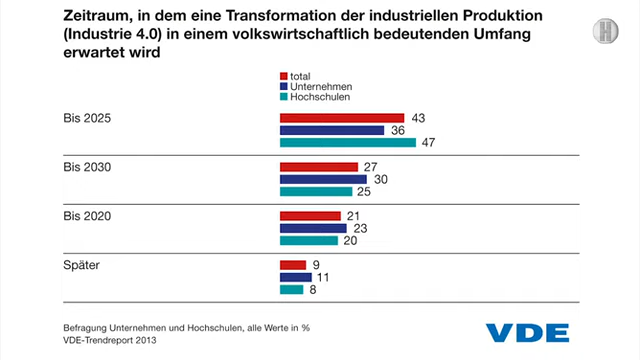 Zeitraum, in dem eine Transformation der industriellen Produktion
(Industrie 4.0) in einem volkswirtschaftlich bedeutenden Umfang
erwartet wird
H
total
Unternehmen
Hochschulen
Bis 2025
43
36
47
Bis 2030
27
30
25
Bis 2020
21
23
20
Später
9
11
8
Befragung Unternehmen und Hochschulen, alle Werte in %
VDE-Trendreport 2013
VDE